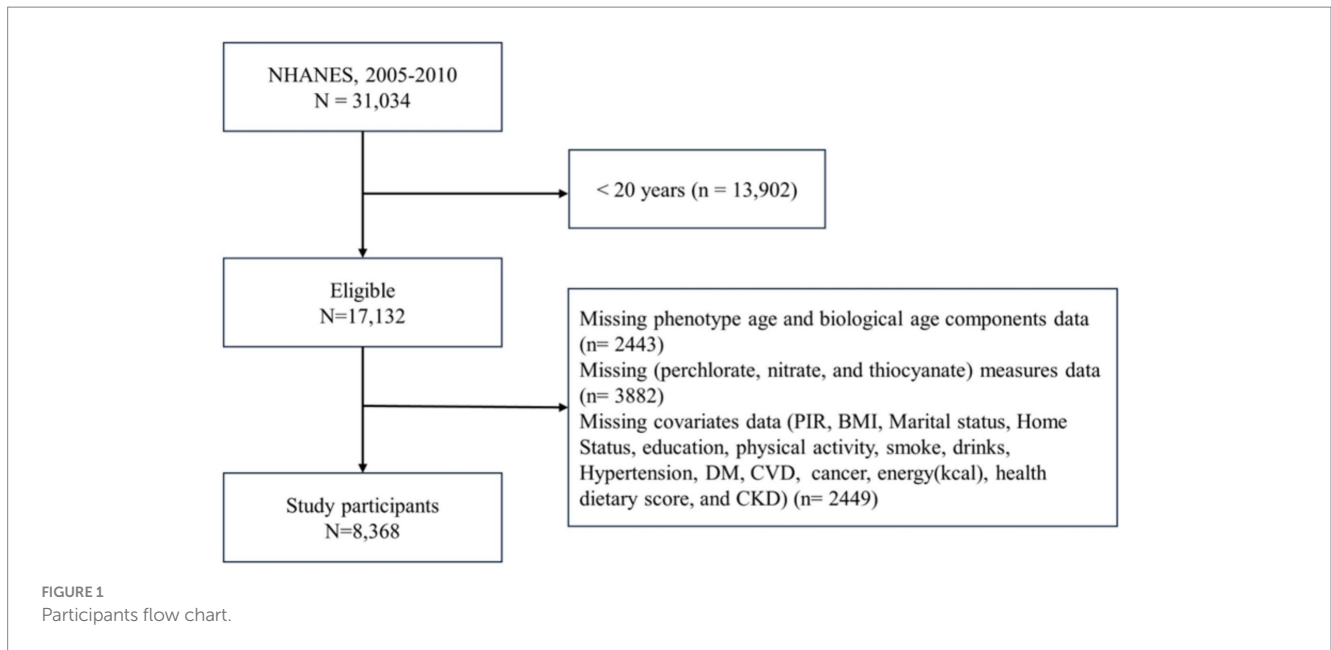 NHANES, 2005-2010
N = 31,034
< 20 years (n = 13,902)
Eligible
N=17,132
Missing phenotype age and biological age components data
(n= 2443)
Missing (perchlorate, nitrate, and thiocyanate) measures data
(n= 3882)
Missing covariates data (PIR, BMI, Marital status, Home
Status, education, physical activity, smoke, drinks,
Hypertension, DM, CVD, cancer, energy(kcal), health
dietary score, and CKD) (n= 2449)
Study participants
N=8,368
FIGURE 1
Participants flow chart.